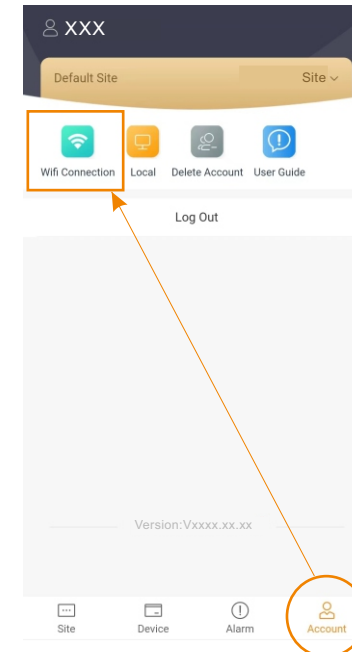 XXX
Default Site Site
Wifi Connection Local Delete Account User Guide
Log Out
Version:Vxxxx.xx.xx
Site Device Alarm Account